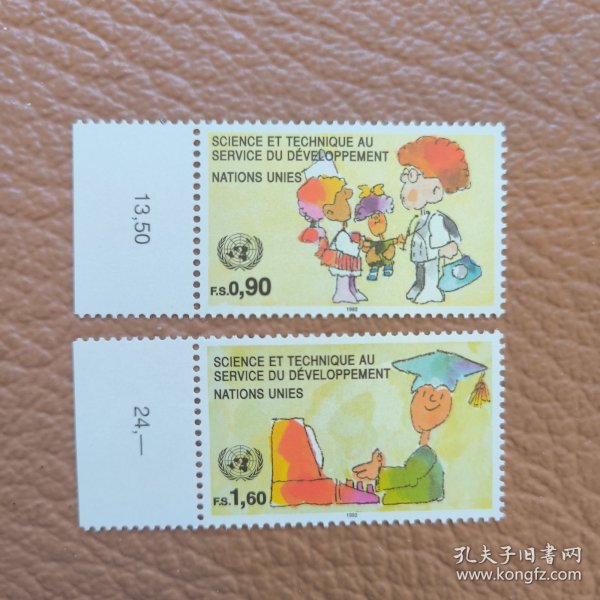 13,50
SCIENCE ET TECHNIQUE AU
SERVICE DU DÉVELOPPEMENT
NATIONS UNIES
F.S.0,90
1992
24,—
SCIENCE ET TECHNIQUE AU
SERVICE DU DÉVELOPPEMENT
NATIONS UNIES
F.S.1,60
1992
孔夫子旧书网
www.kongfz.com